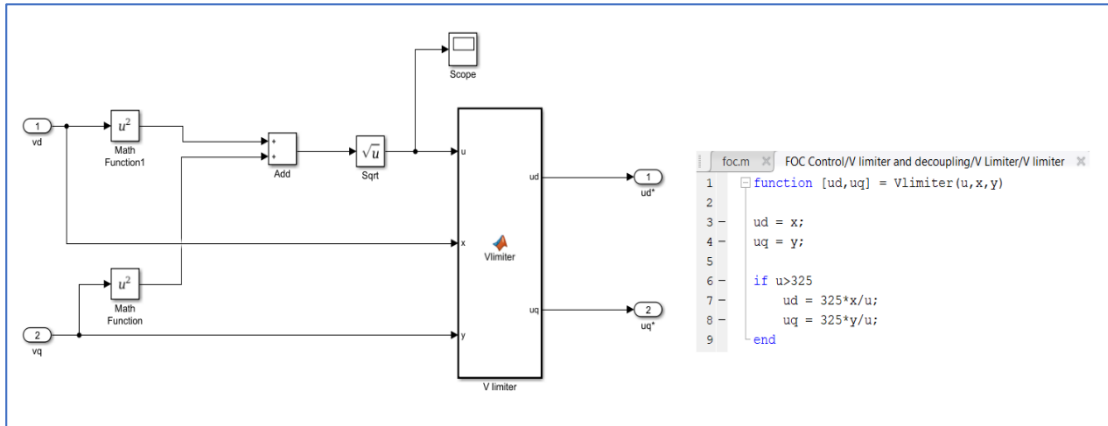 Scope
1
vd
u²
Math
Function1
+
+
Add
√u
Sqrt
u
x
y
Vlimiter
ud
uq
V limiter
1
ud*
2
uq*
u²
Math
Function
2
vq
foc.m × FOC Control/V limiter and decoupling/V Limiter/V limiter ×
1 function [ud,uq] = Vlimiter(u,x,y)
2
3 – ud = x;
4 – uq = y;
5
6 – if u>325
7 – ud = 325*x/u;
8 – uq = 325*y/u;
9 end